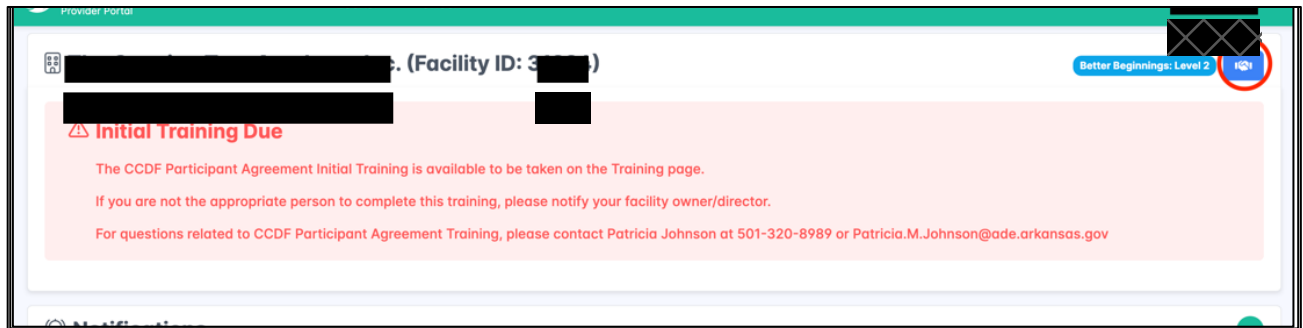 Provider Portal
. (Facility ID: 3 )
Better Beginnings: Level 2
Initial Training Due
The CCDF Participant Agreement Initial Training is available to be taken on the Training page.
If you are not the appropriate person to complete this training, please notify your facility owner/director.
For questions related to CCDF Participant Agreement Training, please contact Patricia Johnson at 501-320-8989 or Patricia.M.Johnson@ade.arkansas.gov